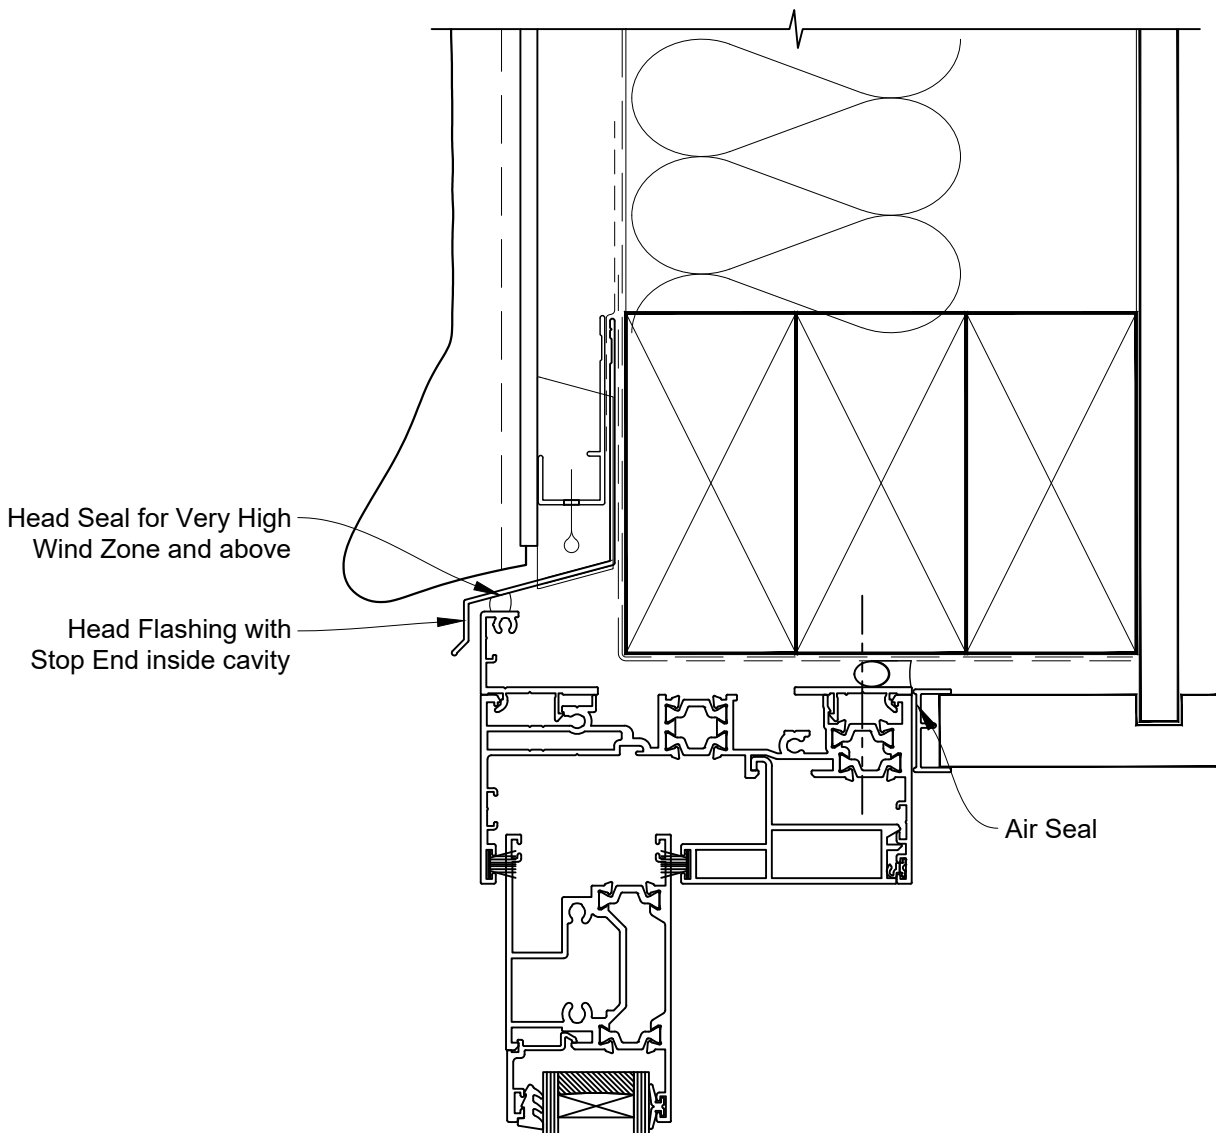 Head Seal for Very High
Wind Zone and above
Head Flashing with
Stop End inside cavity
Air Seal